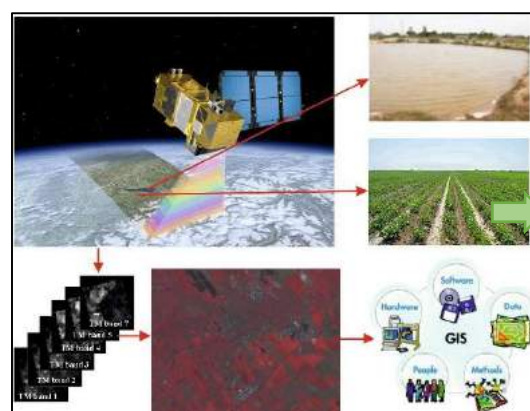 Software
Hardware
Data
GIS
People
Methods
TM band 7
TM band 5
TM band 3
TM band 2
TM band 1